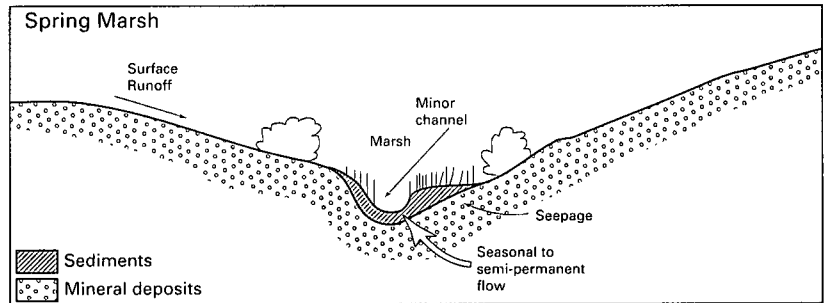 Spring Marsh
Surface
Runoff
Minor
channel
Marsh
Seepage
Seasonal to
semi-permanent
flow
Sediments
Mineral deposits